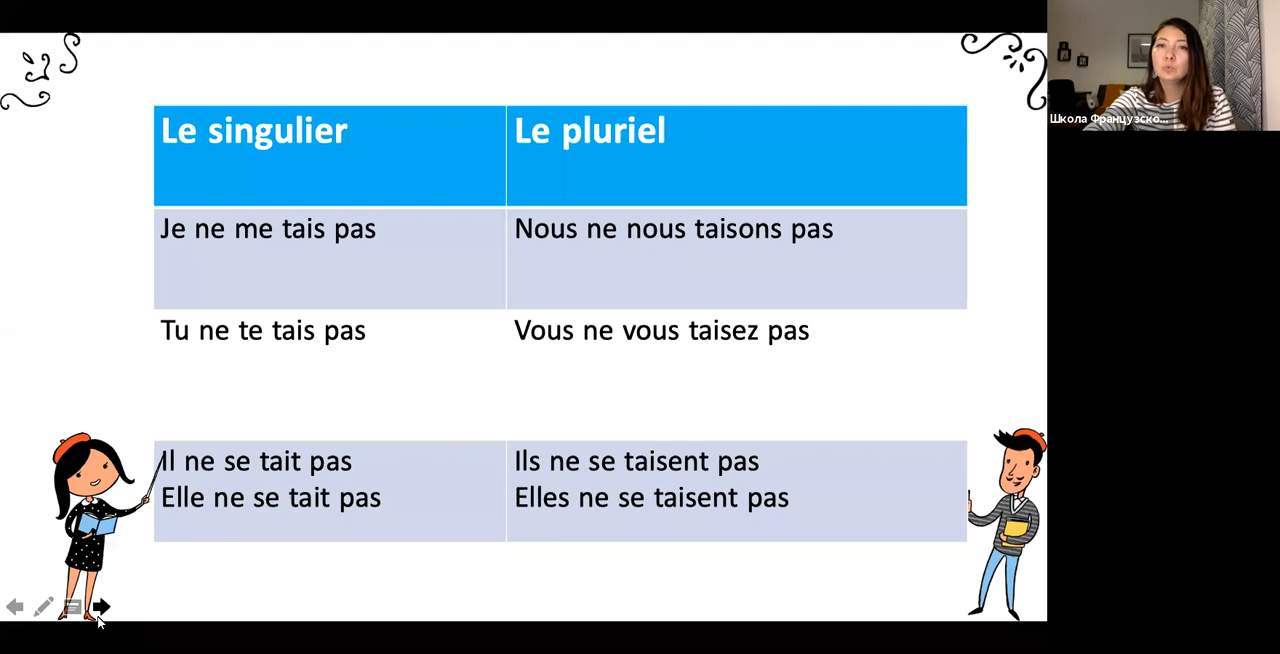 Le singulier
Le pluriel
Je ne me tais pas
Nous ne nous taisons pas
Tu ne te tais pas
Vous ne vous taisez pas
Il ne se tait pas
Elle ne se tait pas
Ils ne se taisent pas
Elles ne se taisent pas
Школа Французско...